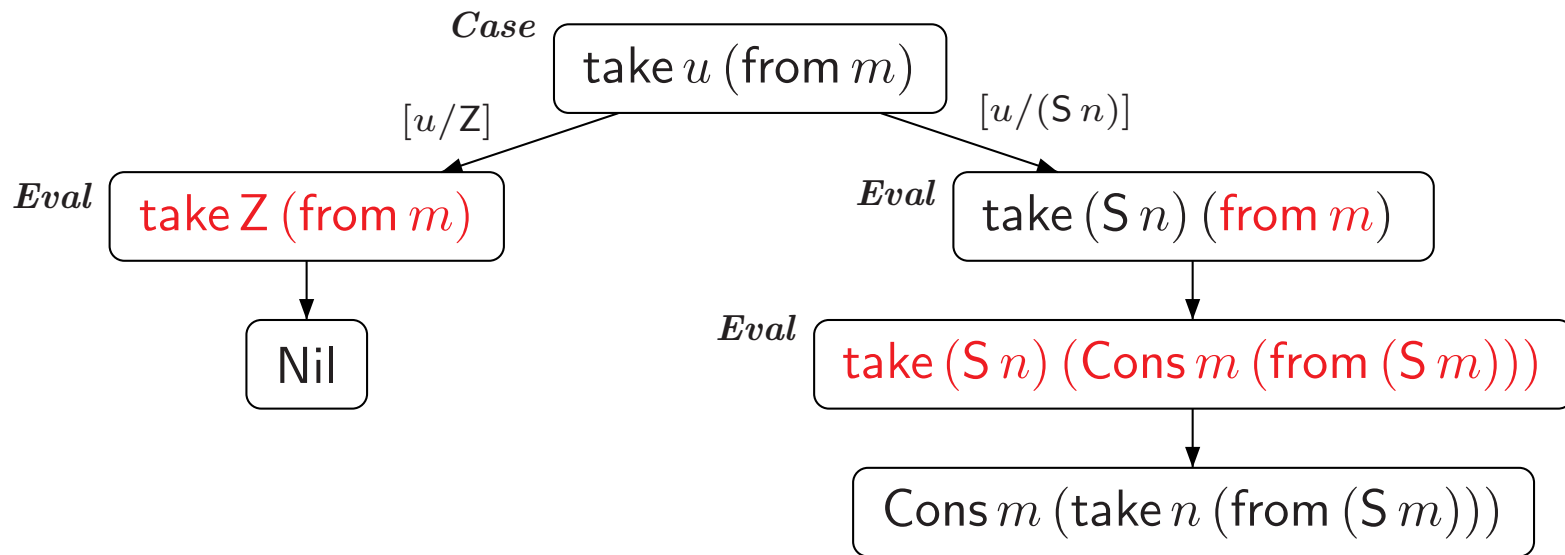 Case
take u (from m)
[u/Z]
[u/(S n)]
Eval
take Z (from m)
Eval
take (S n) (from m)
Nil
Eval
take (S n) (Cons m (from (S m)))
Cons m (take n (from (S m)))